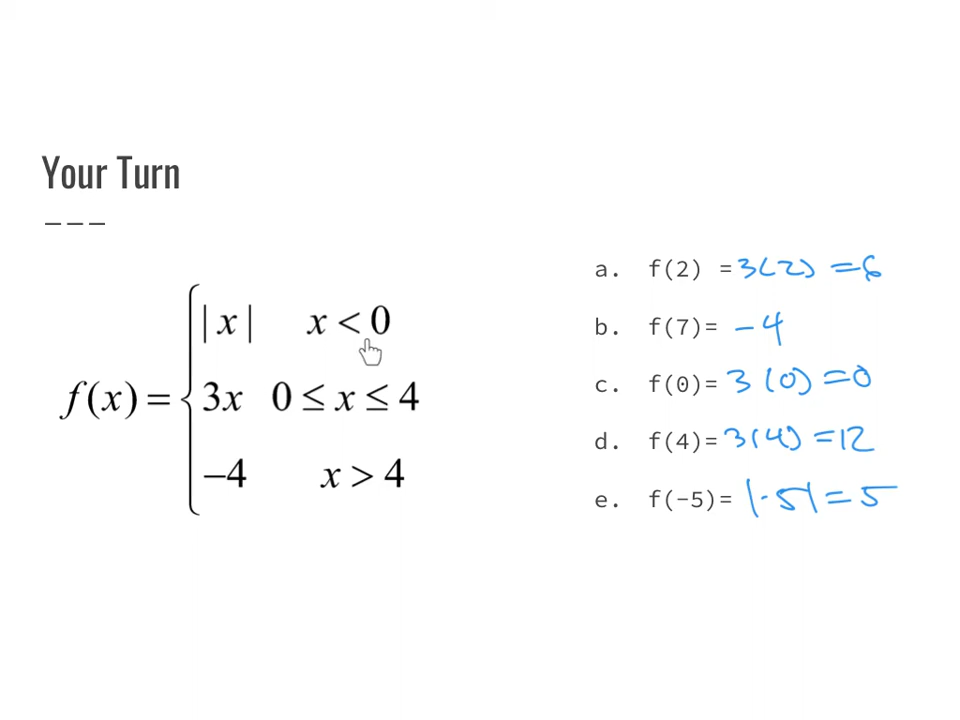 Your Turn
---
f(x) = { |x| x < 0
3x 0 ≤ x ≤ 4
−4 x > 4
a. f(2) = 3(2) = 6
b. f(7)= −4
c. f(0)= 3(0) = 0
d. f(4)= 3(4) = 12
e. f(−5)= |-5| = 5